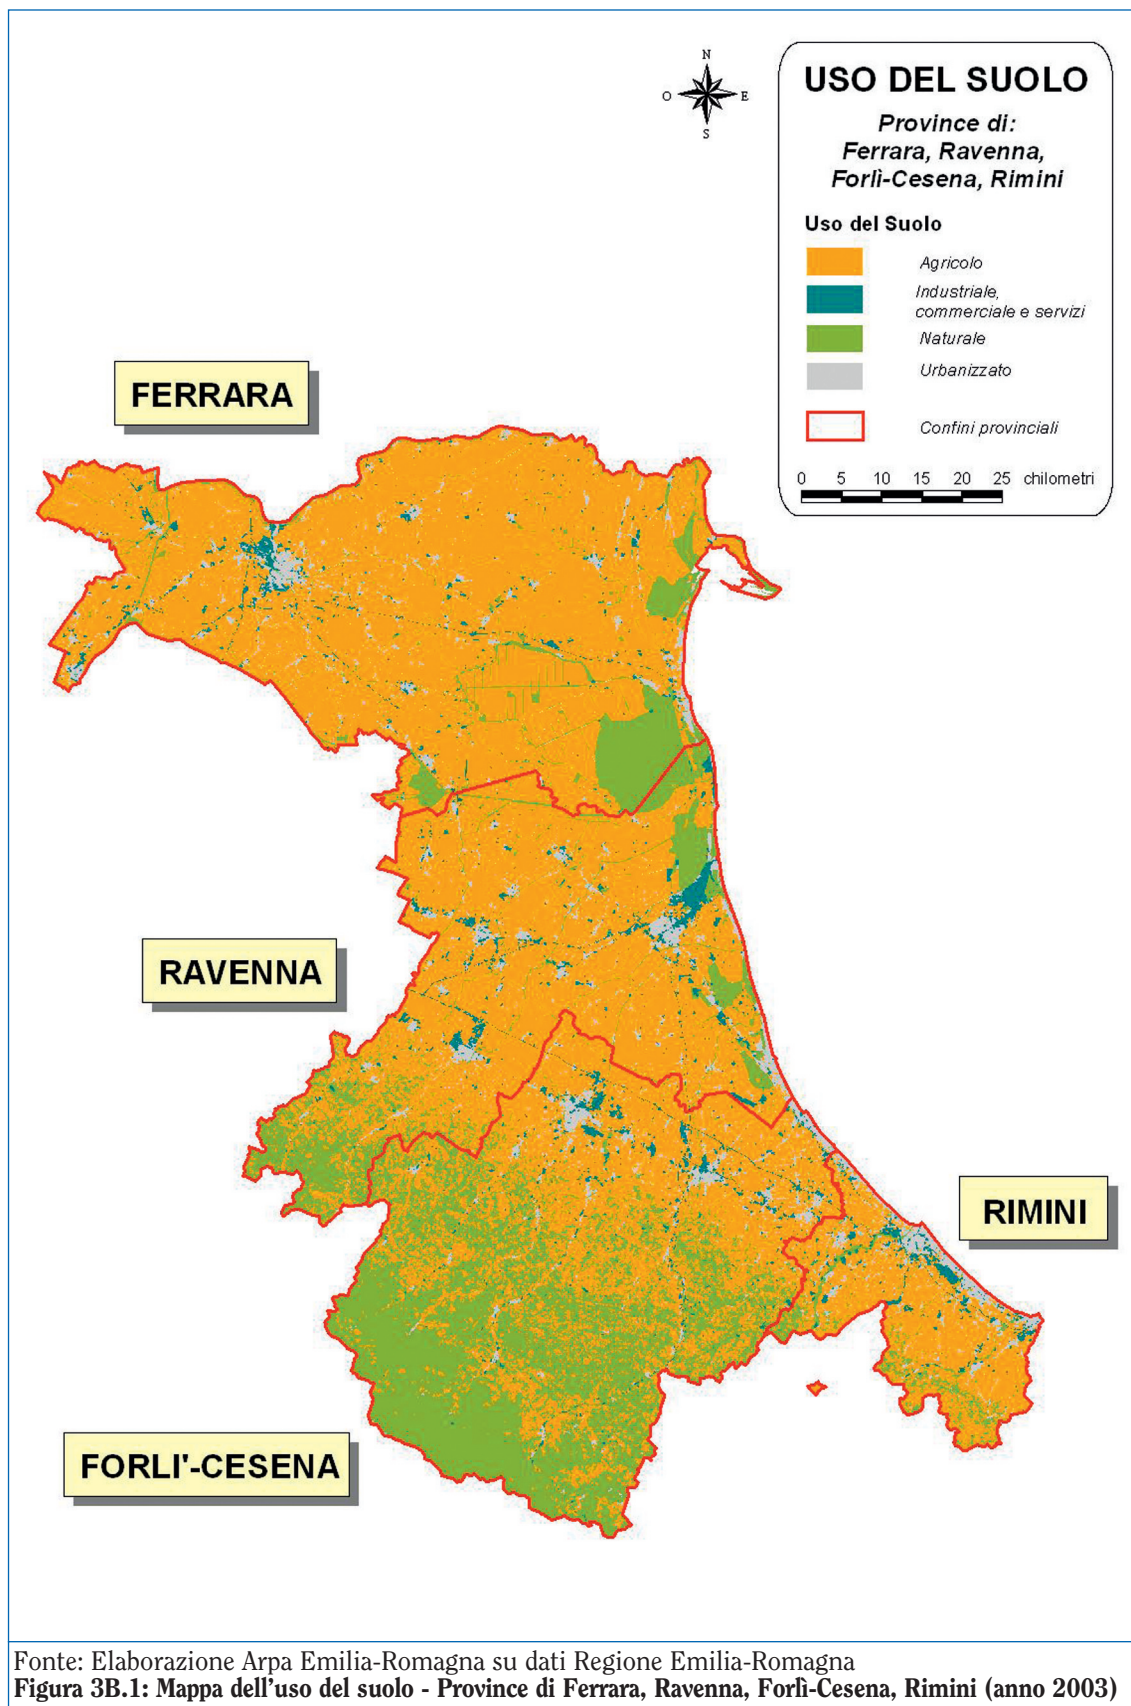 N
O
E
S
USO DEL SUOLO
Province di:
Ferrara, Ravenna,
Forlì-Cesena, Rimini
Uso del Suolo
Agricolo
Industriale,
commerciale e servizi
Naturale
Urbanizzato
Confini provinciali
0 5 10 15 20 25 chilometri
FERRARA
RAVENNA
RIMINI
FORLI'-CESENA
Fonte: Elaborazione Arpa Emilia-Romagna su dati Regione Emilia-Romagna
Figura 3B.1: Mappa dell’uso del suolo - Province di Ferrara, Ravenna, Forlì-Cesena, Rimini (anno 2003)